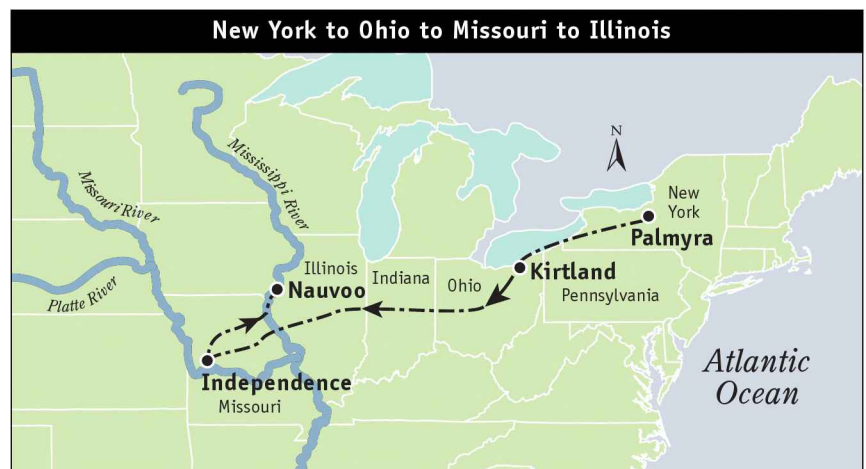 New York to Ohio to Missouri to Illinois
N
Mississippi River
Missouri River
New
York
Palmyra
Illinois
Indiana
Ohio
Kirtland
Pennsylvania
Nauvoo
Platte River
Atlantic
Ocean
Independence
Missouri